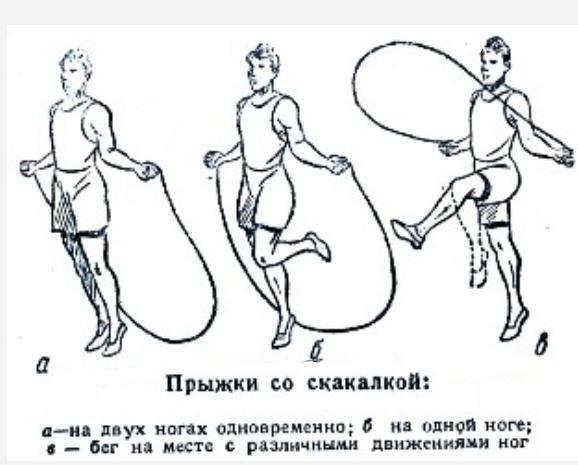 а б в
Прыжки со скакалкой:
а—на двух ногах одновременно; б на одной ноге;
в — бег на месте с различными движениями ног